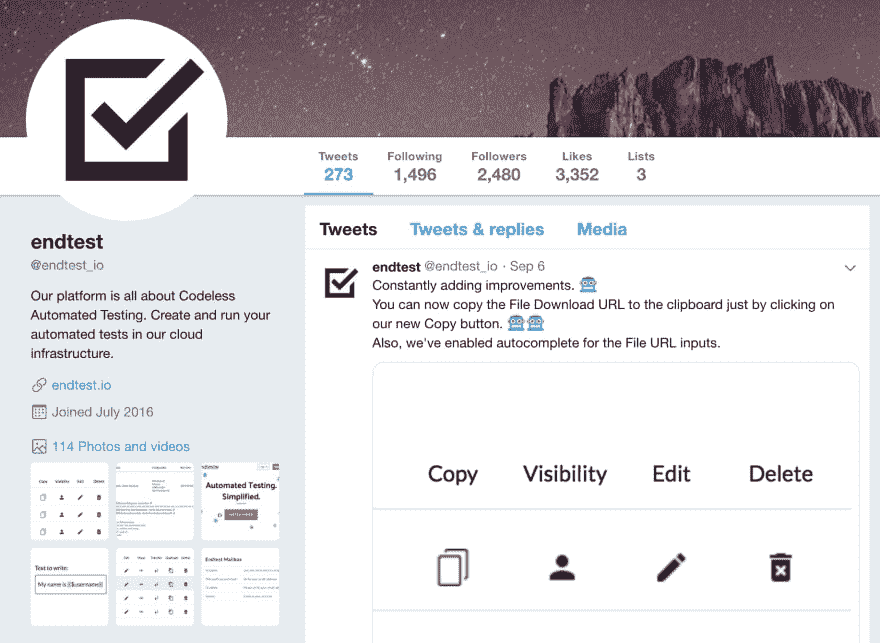 Tweets Following Followers Likes Lists
273 1,496 2,480 3,352 3
endtest
@endtest_io
Our platform is all about Codeless
Automated Testing. Create and run your
automated tests in our cloud
infrastructure.
endtest.io
Joined July 2016
114 Photos and videos
Copy Visibility Edit Delete
Automated Testing.
Simplified.
Text to write:
My name is {{$username}}
Endtest Mailbox
Tweets Tweets & replies Media
endtest @endtest_io · Sep 6
Constantly adding improvements.
You can now copy the File Download URL to the clipboard just by clicking on
our new Copy button.
Also, we've enabled autocomplete for the File URL inputs.
Copy Visibility Edit Delete